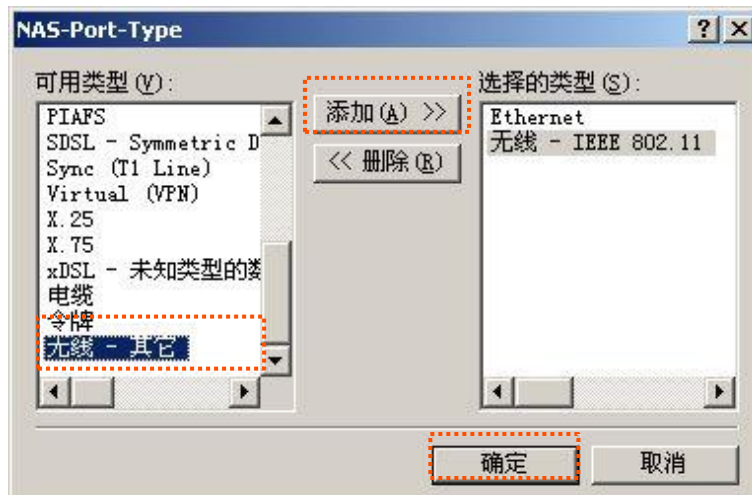 NAS-Port-Type
可用类型(V):
PIAFS
SDSL - Symmetric D
Sync (T1 Line)
Virtual (VPN)
X.25
X.75
xDSL - 未知类型的数
电缆
令牌
无线 - 其它
添加(A) >>
<< 删除(R)
选择的类型(S):
Ethernet
无线 - IEEE 802.11
确定
取消